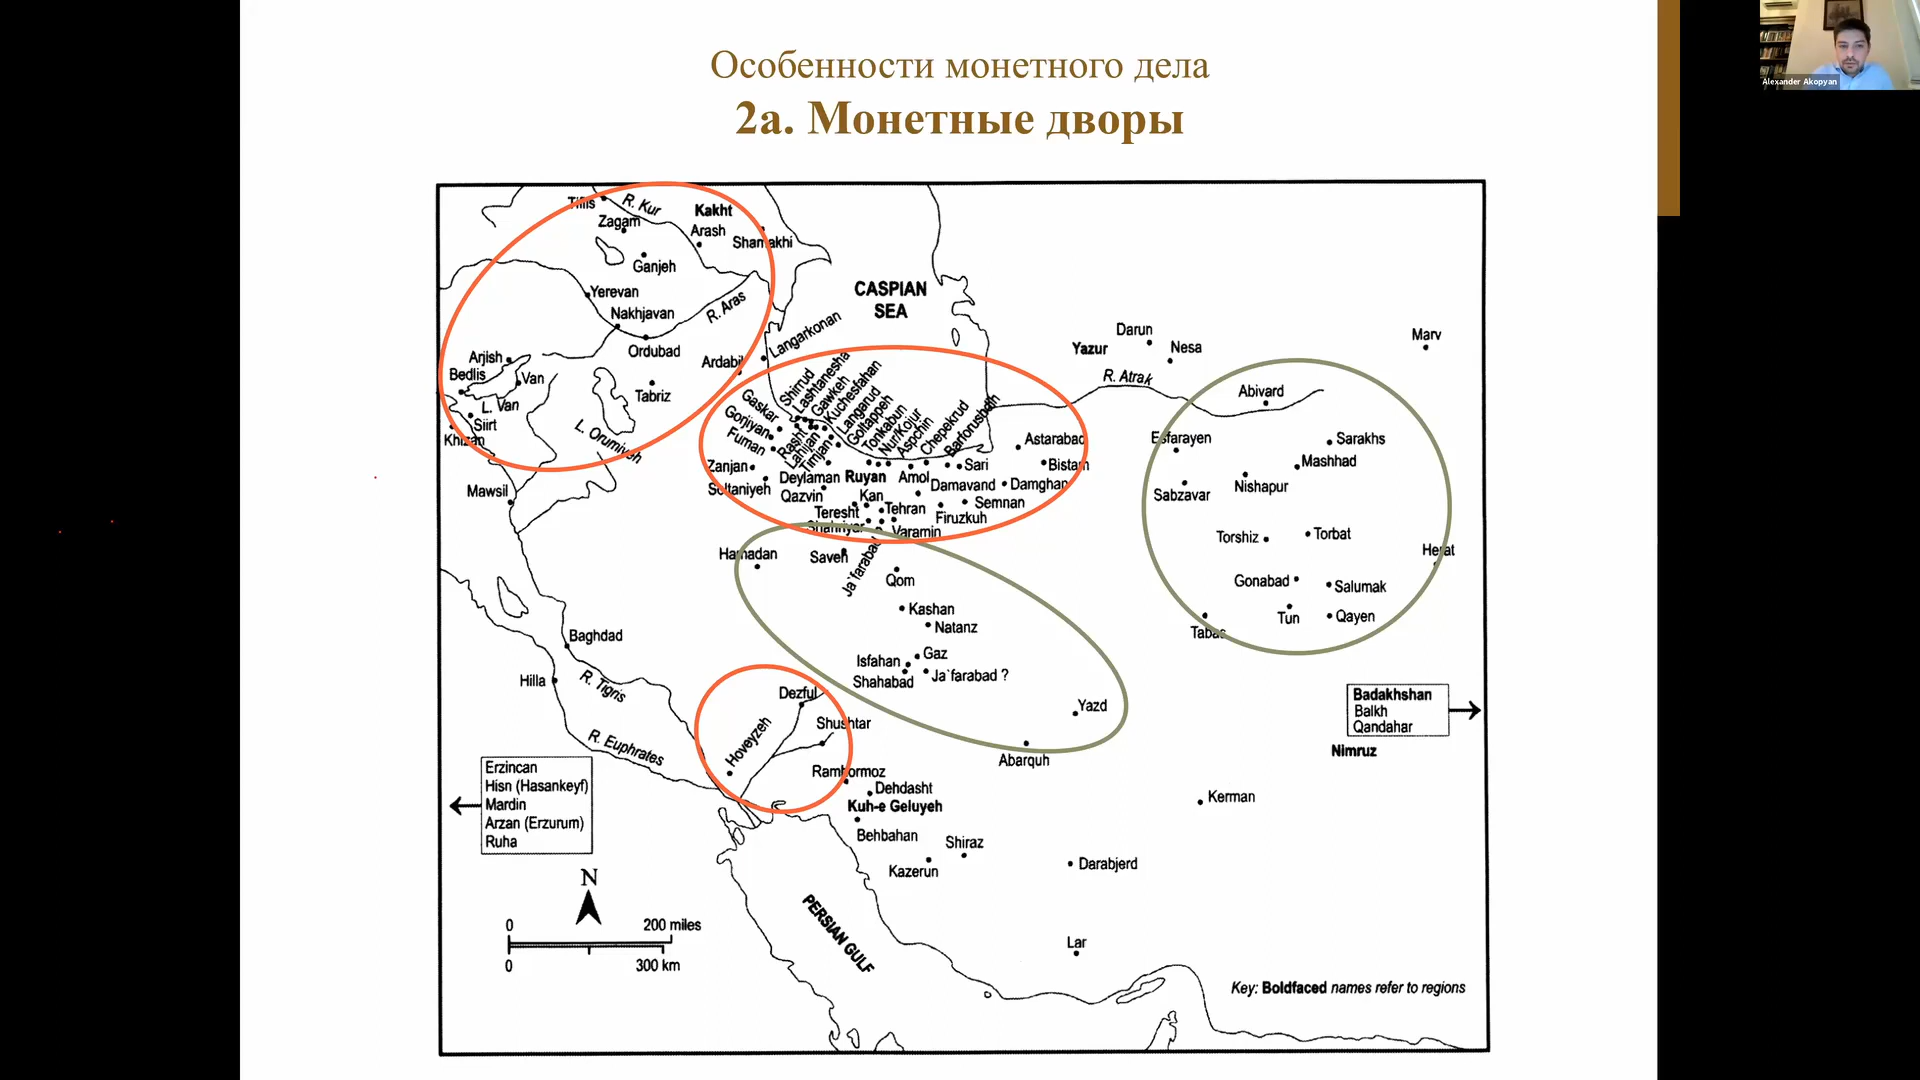 Особенности монетного дела
2а. Монетные дворы
Alexander Akopyan
Tiflis
R. Kur
Kakht
Zagam
Arash
Shamakhi
Ganjeh
Yerevan
Nakhjavan
R. Aras
Ordubad
Ardabil
Langarkonan
Arjish
Bedlis
Van
L. Van
Tabriz
Siirt
Khizan
L. Orumiyeh
Mawsil
CASPIAN
SEA
Darun
Yazur
Nesa
Marv
R. Atrak
Abivard
Shirrud
Lashtanesha
Gawkeh
Kuchesfahan
Langarud
Goltappeh
Tonkabun
Nur/Kojur
Aspchin
Chepekrud
Barforushdeh
Gaskar
Gorjiyan
Fuman
Rasht
Lahijan
Timjan
Zanjan
Soltaniyeh
Deylaman
Ruyan
Amol
Sari
Astarabad
Bistam
Qazvin
Kan
Damavand
Damghan
Teresht
Tehran
Semnan
Firuzkuh
Shahriyar
Varamin
Hamadan
Saveh
Ja`farabad
Qom
Kashan
Natanz
Isfahan
Gaz
Shahabad
Ja`farabad ?
Yazd
Abarquh
Esfarayen
Sarakhs
Mashhad
Nishapur
Sabzavar
Torshiz
Torbat
Herat
Gonabad
Salumak
Tun
Qayen
Tabas
Baghdad
Hilla
R. Tigris
R. Euphrates
Dezful
Hoveyzeh
Shushtar
Ramhormoz
Dehdasht
Kuh-e Geluyeh
Behbahan
Shiraz
Kazerun
Kerman
Darabjerd
Lar
PERSIAN GULF
Badakhshan
Balkh
Qandahar
Nimruz
Erzincan
Hisn (Hasankeyf)
Mardin
Arzan (Erzurum)
Ruha
N
0
200 miles
0
300 km
Key: Boldfaced names refer to regions